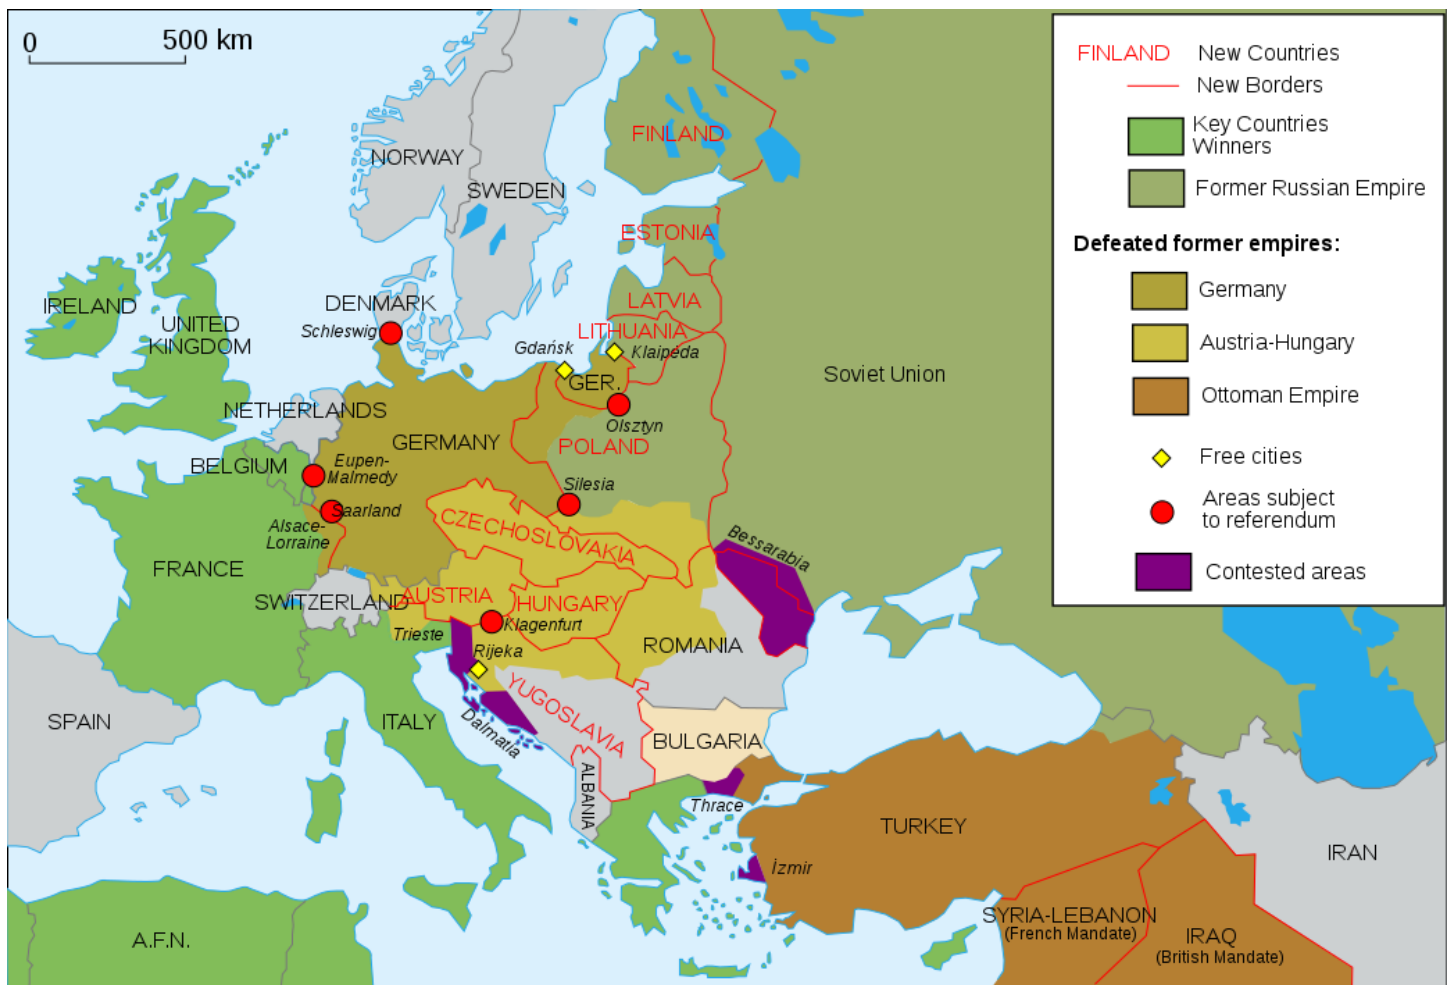 0
500 km
FINLAND
New Countries
New Borders
Key Countries
Winners
Former Russian Empire
Defeated former empires:
Germany
Austria-Hungary
Ottoman Empire
Free cities
Areas subject
to referendum
Contested areas
NORWAY
SWEDEN
FINLAND
ESTONIA
LATVIA
LITHUANIA
IRELAND
UNITED
KINGDOM
DENMARK
Schleswig
Gdańsk
Klaipėda
GER.
Soviet Union
NETHERLANDS
GERMANY
Olsztyn
POLAND
BELGIUM
Eupen-
Malmedy
Silesia
Saarland
Alsace-
Lorraine
CZECHOSLOVAKIA
Bessarabia
FRANCE
SWITZERLAND
AUSTRIA
HUNGARY
Klagenfurt
Trieste
Rijeka
ROMANIA
SPAIN
ITALY
YUGOSLAVIA
Dalmatia
BULGARIA
ALBANIA
Thrace
TURKEY
İzmir
IRAN
A.F.N.
SYRIA-LEBANON
(French Mandate)
IRAQ
(British Mandate)